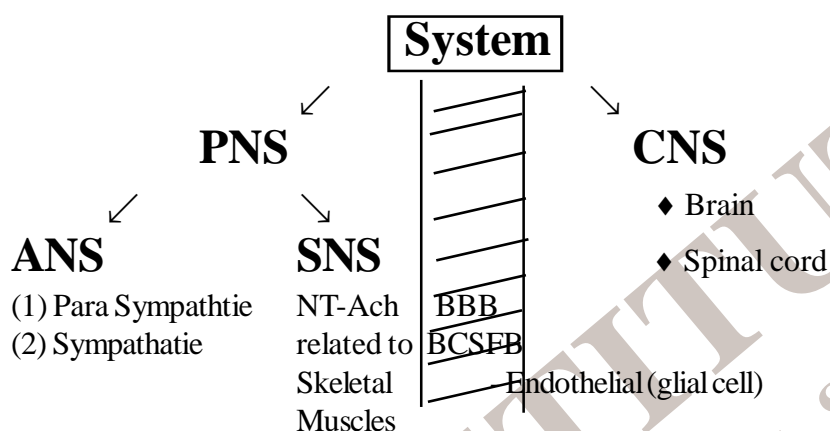 System
PNS
CNS
♦ Brain
♦ Spinal cord
ANS
(1) Para Sympathtie
(2) Sympathatie
SNS
NT-Ach
related to
Skeletal
Muscles
BBB
BCSFB
- Endothelial (glial cell)
TITU